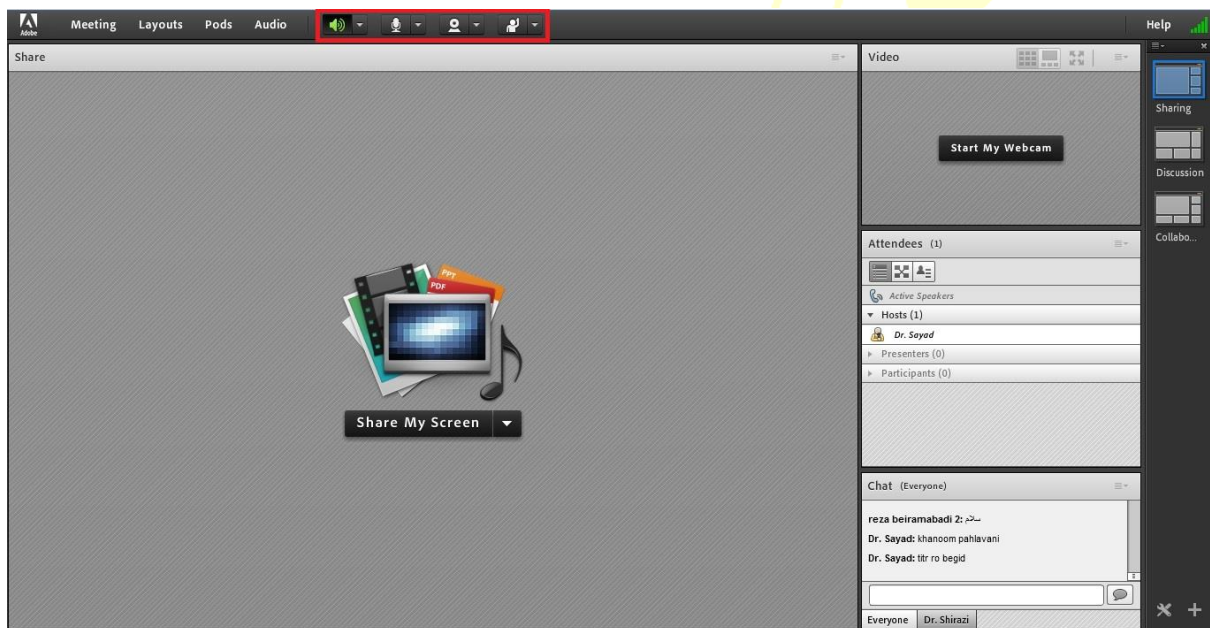 Adobe
Meeting Layouts Pods Audio Help
Share
Video
Sharing
Start My Webcam
Discussion
Attendees (1)
Collabo...
PPT
PDF
Active Speakers
Hosts (1)
Dr. Sayad
Presenters (0)
Participants (0)
Share My Screen
Chat (Everyone)
reza beiramabadi 2: سلام
Dr. Sayad: khanoom pahlavani
Dr. Sayad: titr ro begid
Everyone Dr. Shirazi